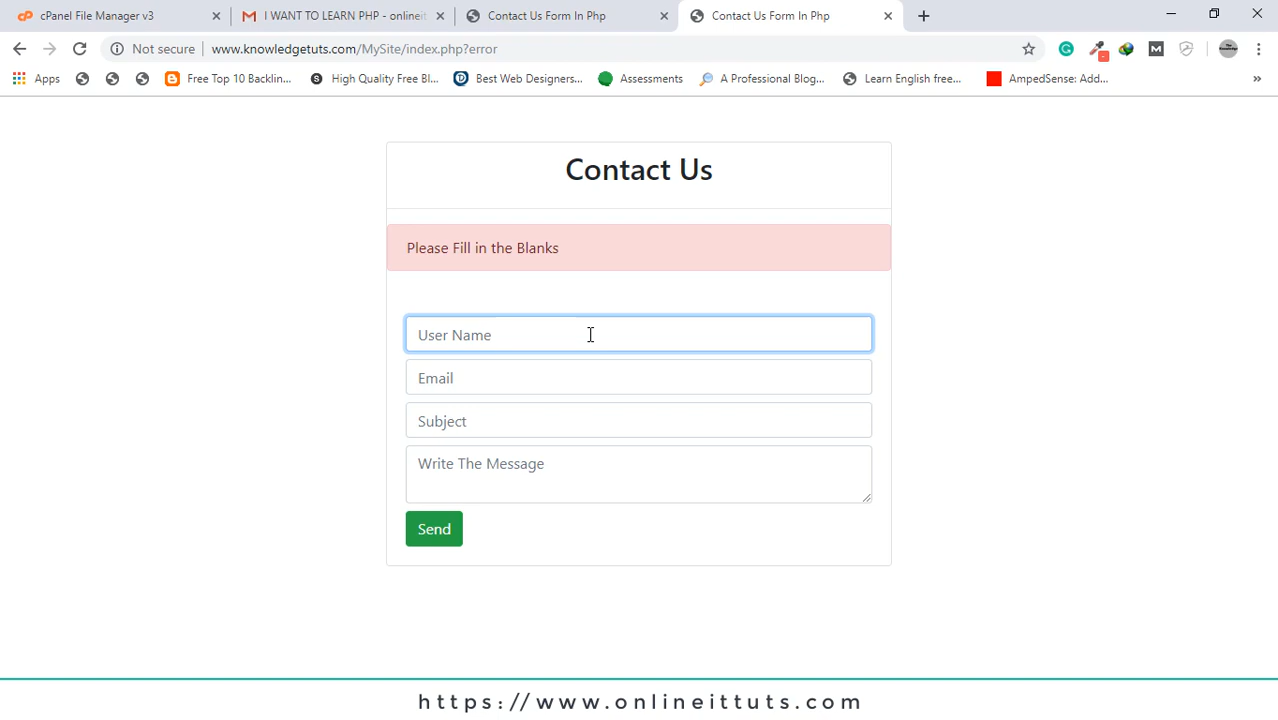 cPanel File Manager v3
I WANT TO LEARN PHP - onlineit
Contact Us Form In Php
Contact Us Form In Php
Not secure
www.knowledgetuts.com/MySite/index.php?error
Apps
Free Top 10 Backlin...
High Quality Free Bl...
Best Web Designers...
Assessments
A Professional Blog...
Learn English free...
AmpedSense: Add...
»
Contact Us
Please Fill in the Blanks
User Name
Email
Subject
Write The Message
Send
https://www.onlineittuts.com